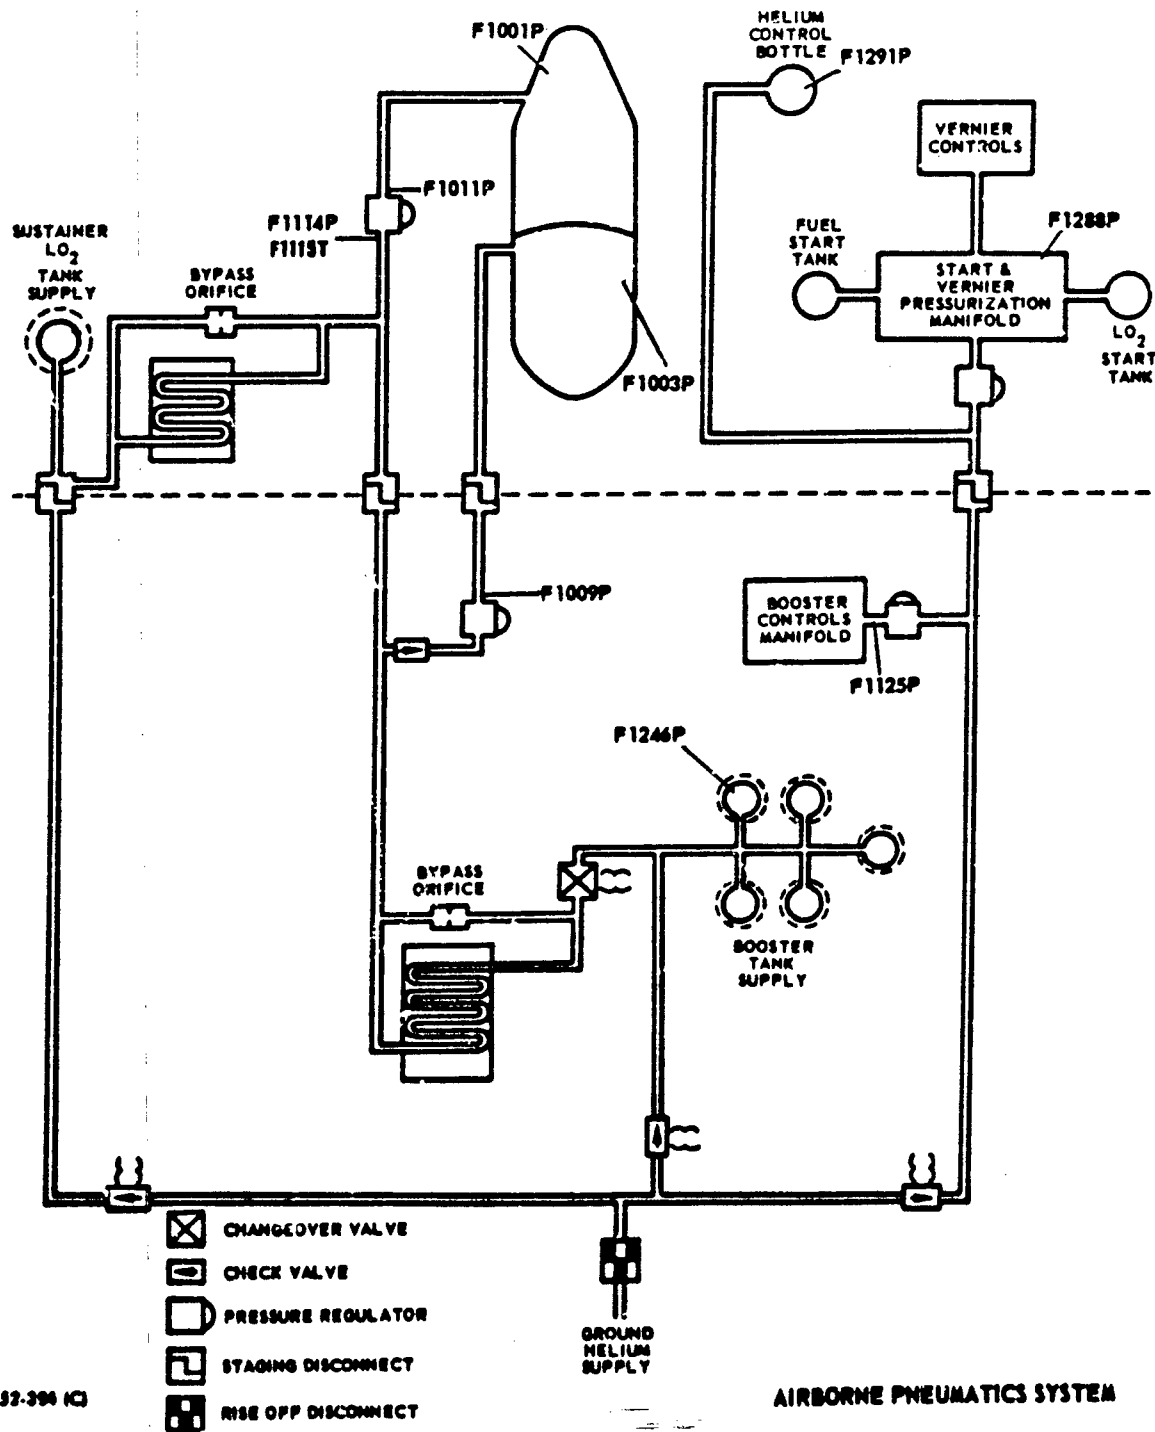 F1001P
HELIUM
CONTROL
BOTTLE
F1291P
VERNIER
CONTROLS
F1011P
F1114P
F1115T
SUSTAINER
LO2
TANK
SUPPLY
BYPASS
ORIFICE
FUEL
START
TANK
F1288P
START &
VERNIER
PRESSURIZATION
MANIFOLD
LO2
START
TANK
F1003P
F1009P
BOOSTER
CONTROLS
MANIFOLD
F1125P
F1246P
BYPASS
ORIFICE
BOOSTER
TANK
SUPPLY
CHANGEOVER VALVE
CHECK VALVE
PRESSURE REGULATOR
STAGING DISCONNECT
RISE OFF DISCONNECT
GROUND
HELIUM
SUPPLY
52-394 (C)
AIRBORNE PNEUMATICS SYSTEM